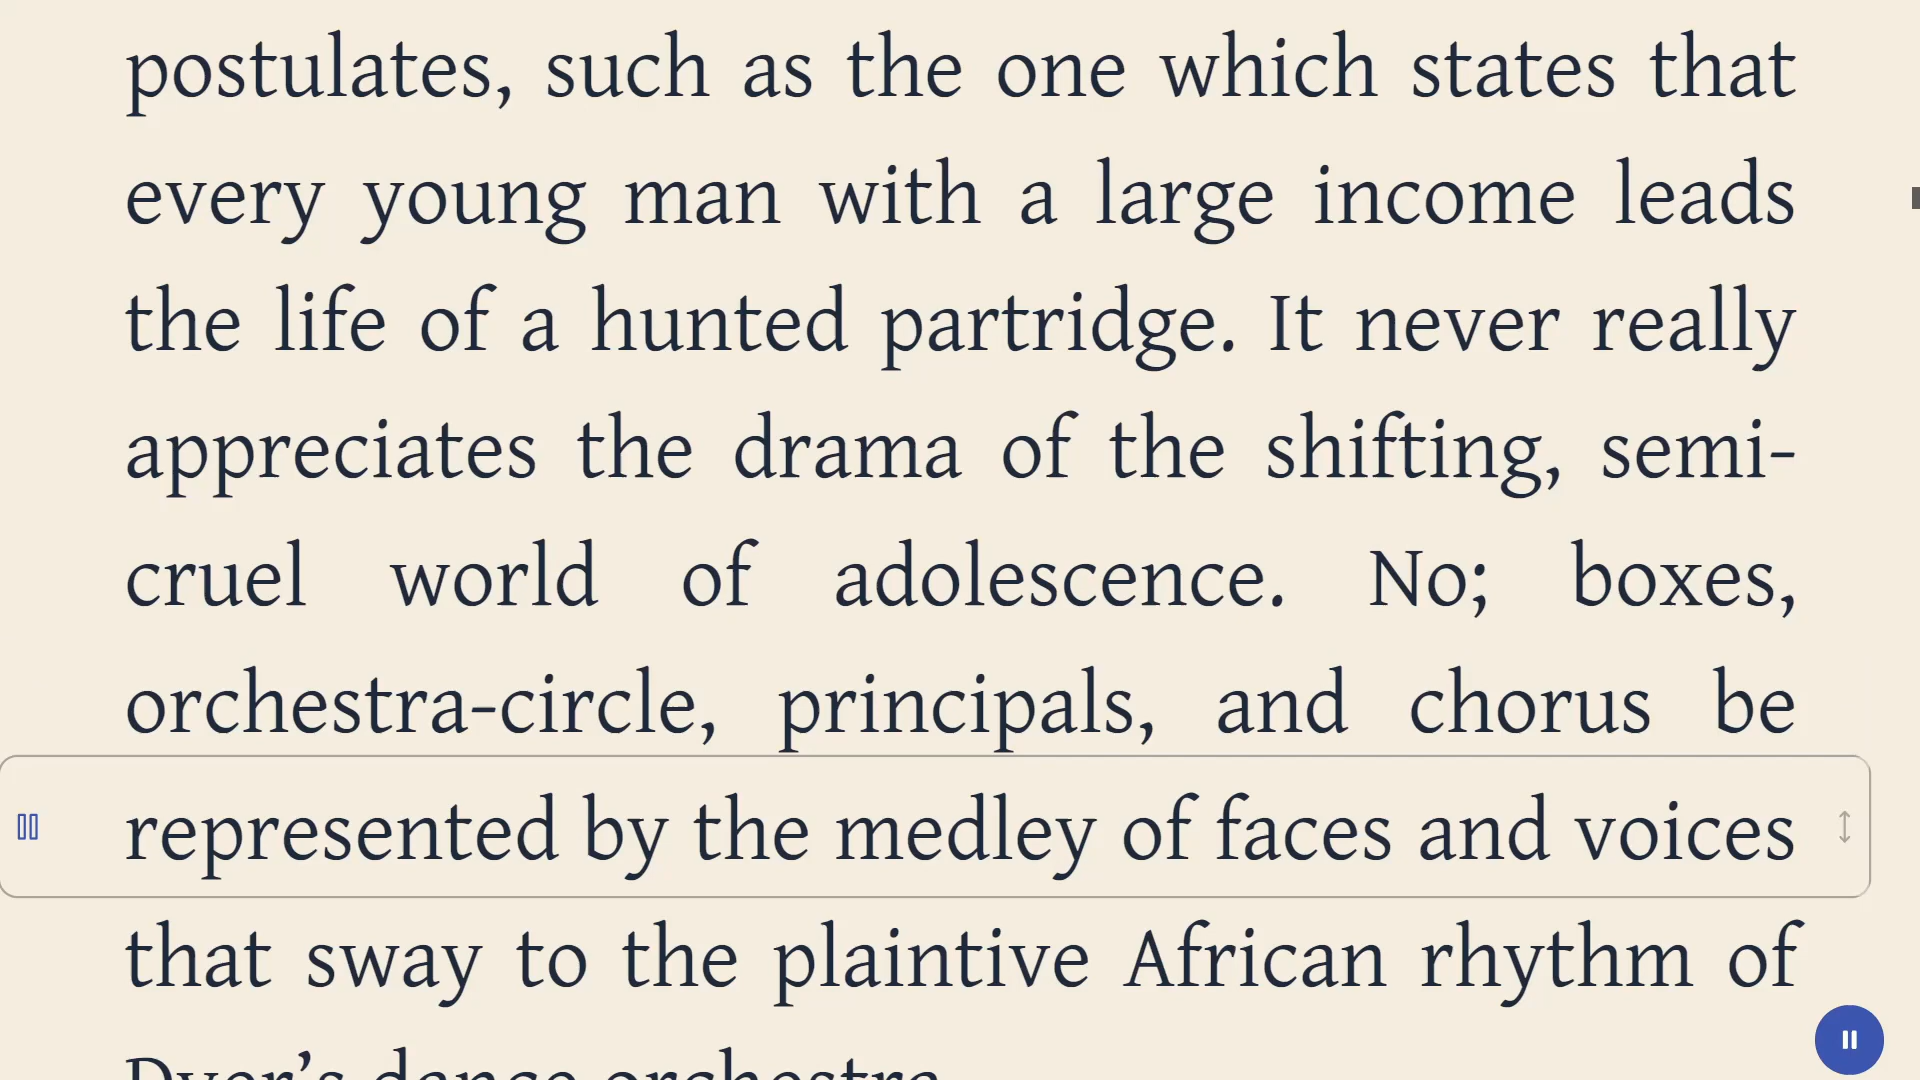 postulates, such as the one which states that
every young man with a large income leads
the life of a hunted partridge. It never really
appreciates the drama of the shifting, semi-
cruel world of adolescence. No; boxes,
orchestra-circle, principals, and chorus be
represented by the medley of faces and voices
that sway to the plaintive African rhythm of
Dyer’s dance orchestra.